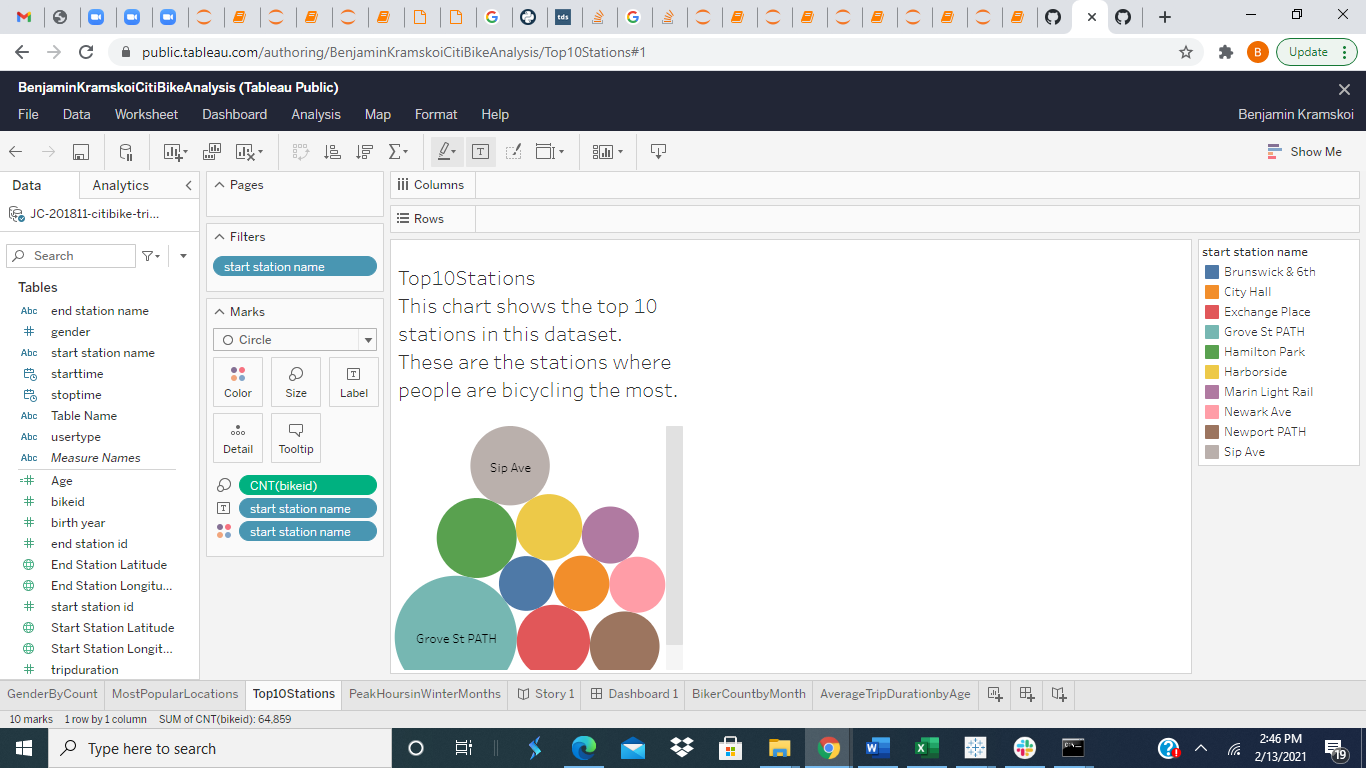 tds
public.tableau.com/authoring/BenjaminKramskoiCitiBikeAnalysis/Top10Stations#1
B
Update
BenjaminKramskoiCitiBikeAnalysis (Tableau Public)
File Data Worksheet Dashboard Analysis Map Format Help
Benjamin Kramskoi
Show Me
Data Analytics
JC-201811-citibike-tri...
Search
Tables
Abc end station name
# gender
Abc start station name
starttime
stoptime
Abc Table Name
Abc usertype
Abc Measure Names
=# Age
# bikeid
# birth year
# end station id
End Station Latitude
End Station Longitu...
# start station id
Start Station Latitude
Start Station Longit...
# tripduration
Pages
Filters
start station name
Marks
Circle
Color Size Label
Detail Tooltip
CNT(bikeid)
start station name
start station name
Columns
Rows
Top10Stations
This chart shows the top 10
stations in this dataset.
These are the stations where
people are bicycling the most.
Sip Ave
Grove St PATH
start station name
Brunswick & 6th
City Hall
Exchange Place
Grove St PATH
Hamilton Park
Harborside
Marin Light Rail
Newark Ave
Newport PATH
Sip Ave
GenderByCount MostPopularLocations Top10Stations PeakHoursinWinterMonths Story 1 Dashboard 1 BikerCountbyMonth AverageTripDurationbyAge
10 marks 1 row by 1 column SUM of CNT(bikeid): 64,859
Type here to search
2:46 PM
2/13/2021
19